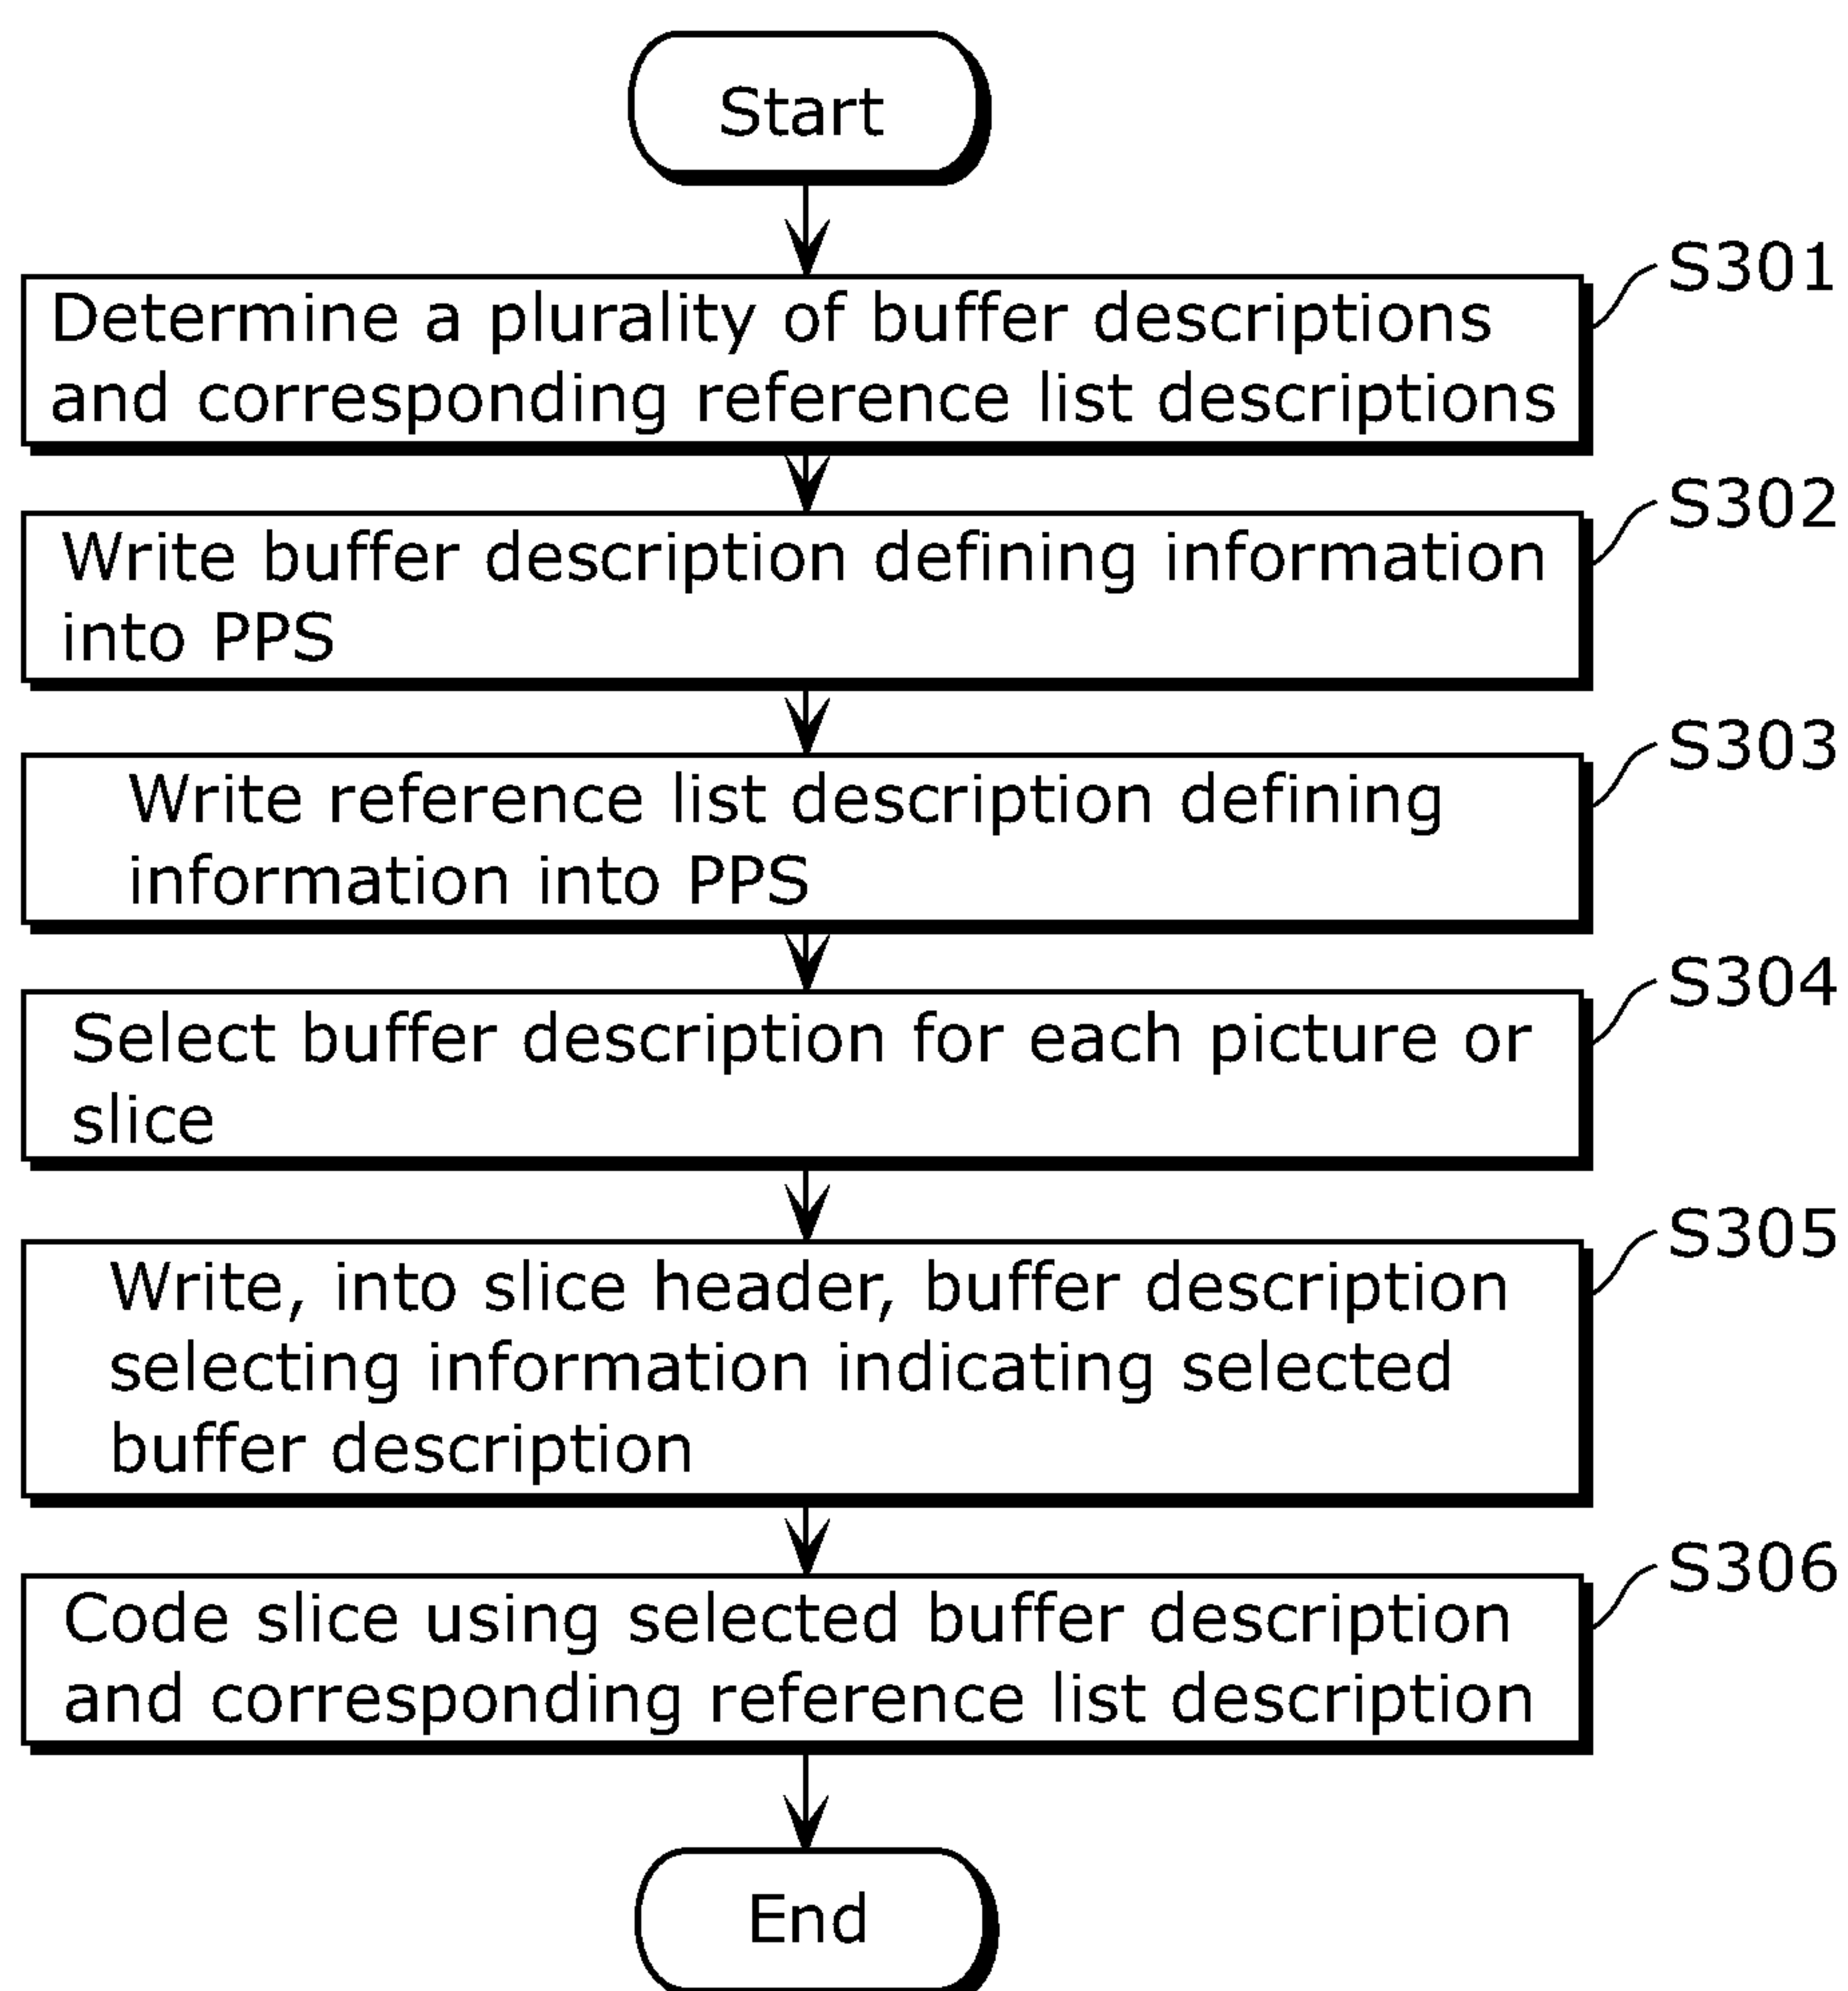 Start
S301
Determine a plurality of buffer descriptions
and corresponding reference list descriptions
S302
Write buffer description defining information
into PPS
S303
Write reference list description defining
information into PPS
S304
Select buffer description for each picture or
slice
S305
Write, into slice header, buffer description
selecting information indicating selected
buffer description
S306
Code slice using selected buffer description
and corresponding reference list description
End